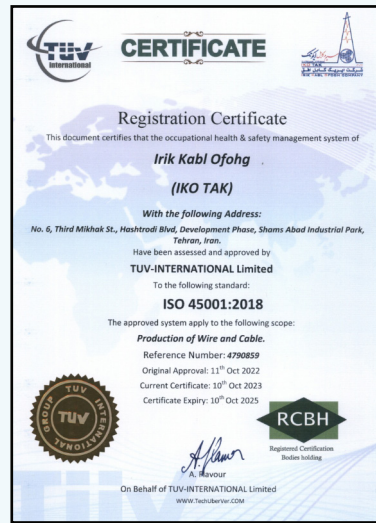 TÜV
International
CERTIFICATE
Registration Certificate
This document certifies that the occupational health & safety management system of
Irik Kabl Ofohg
(IKO TAK)
With the following Address:
No. 6, Third Mikhak St., Hashtrodi Blvd, Development Phase, Shams Abad Industrial Park,
Tehran, Iran.
Have been assessed and approved by
TUV-INTERNATIONAL Limited
To the following standard:
ISO 45001:2018
The approved system apply to the following scope:
Production of Wire and Cable.
Reference Number: 4790859
Original Approval: 11th Oct 2022
Current Certificate: 10th Oct 2023
Certificate Expiry: 10th Oct 2025
TUV INTERNATIONAL GROUP
TUV
RCBH
Registered Certification
Bodies holding
A. Flavour
On Behalf of TUV-INTERNATIONAL Limited
WWW.TechUberVer.COM